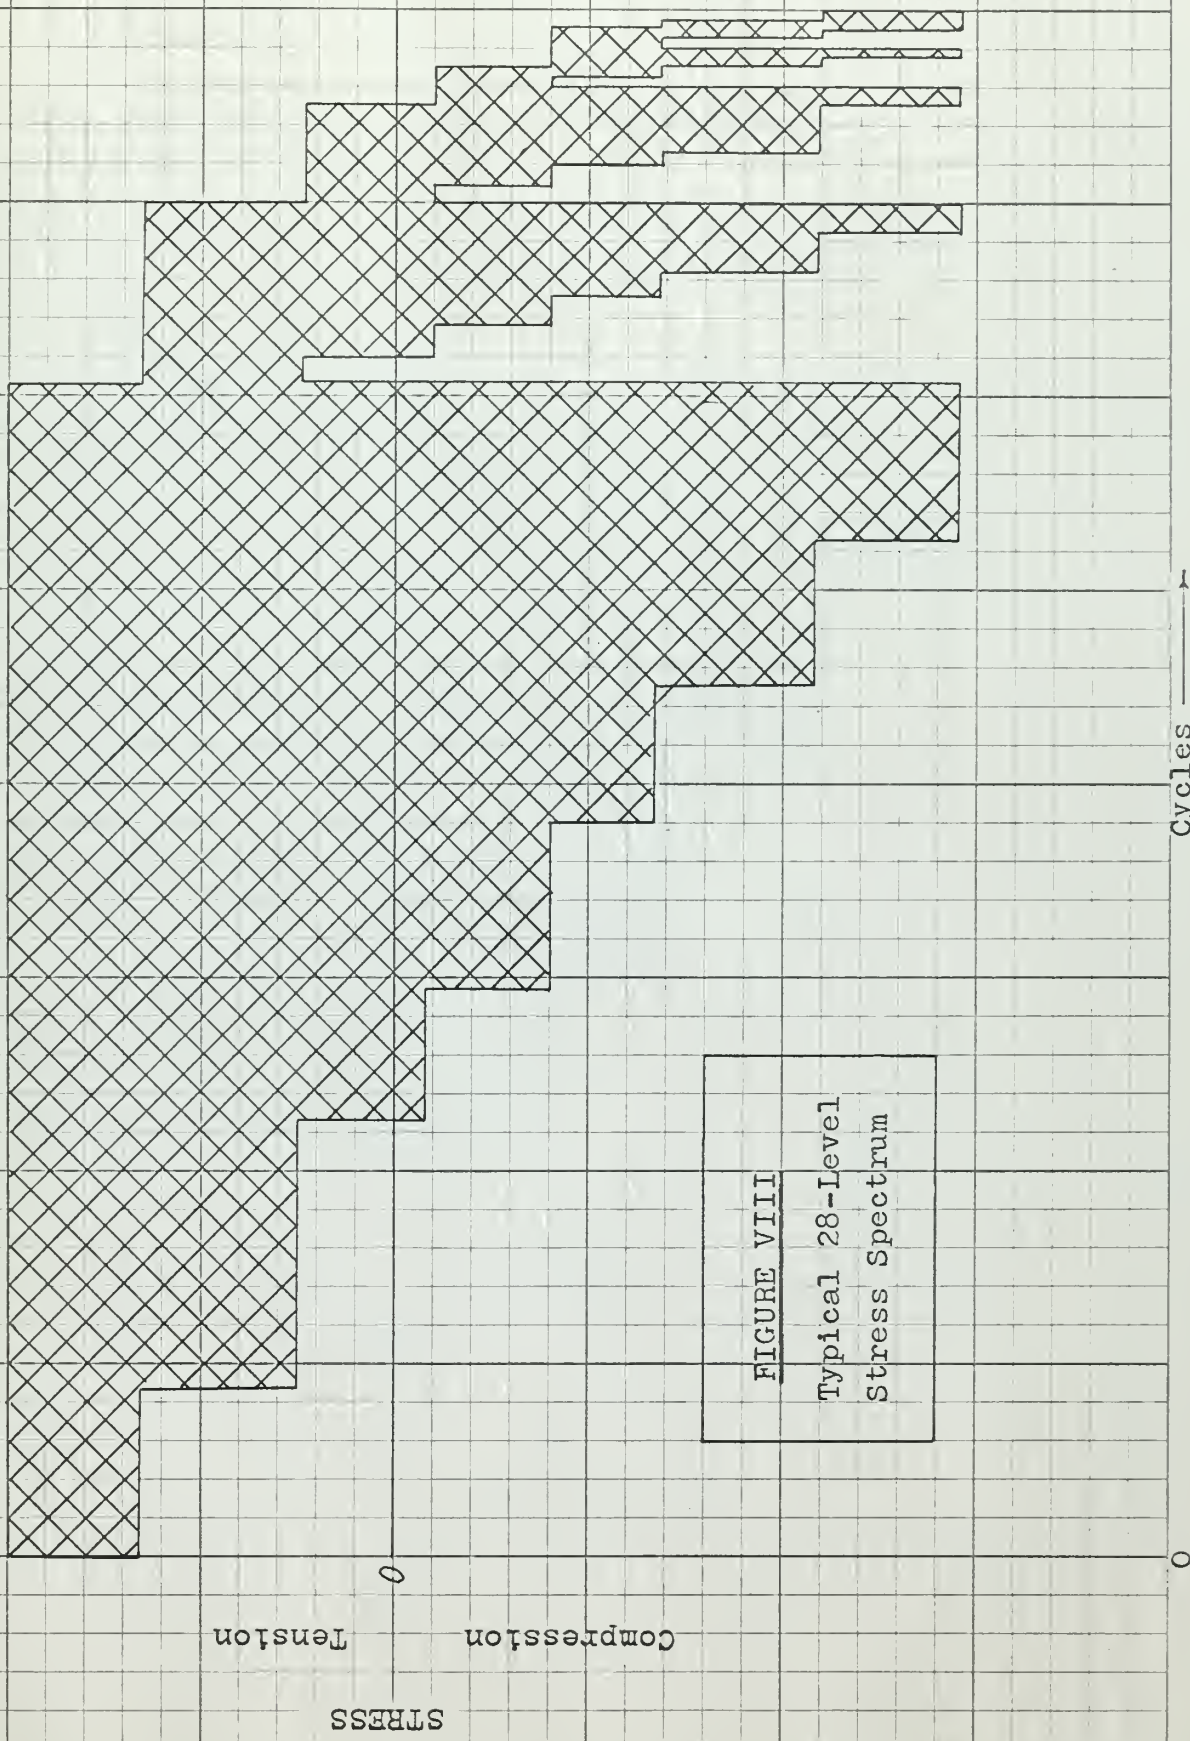 STRESS
Tension
0
Compression
FIGURE VIII
Typical 28-Level
Stress Spectrum
0
Cycles